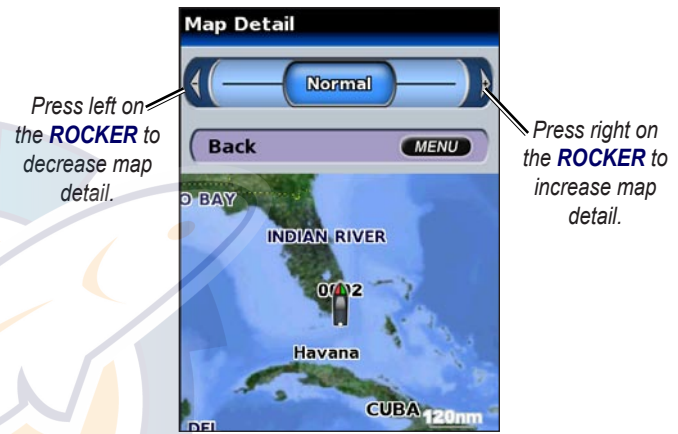 Map Detail
Normal
Press left on
the ROCKER to
decrease map
detail.
Press right on
the ROCKER to
increase map
detail.
Back
MENU
O BAY
INDIAN RIVER
Havana
CUBA
120nm
DEL